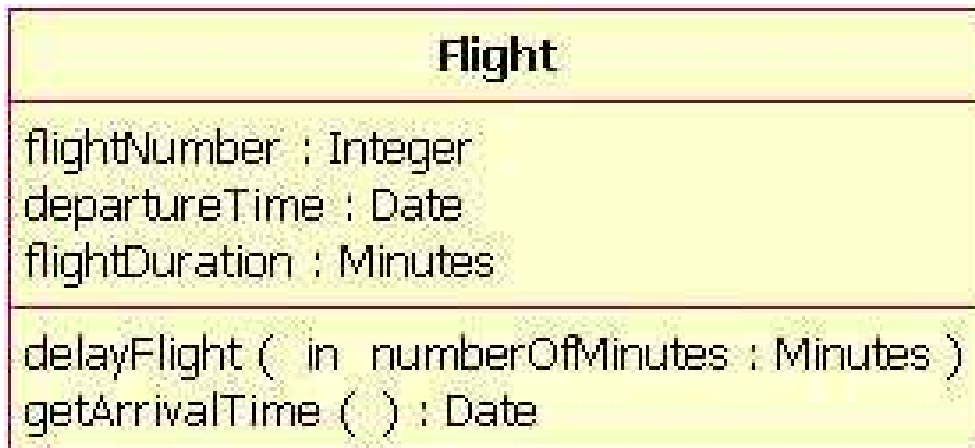 Flight
flightNumber : Integer
departureTime : Date
flightDuration : Minutes
delayFlight ( in numberOfMinutes : Minutes )
getArrivalTime ( ) : Date